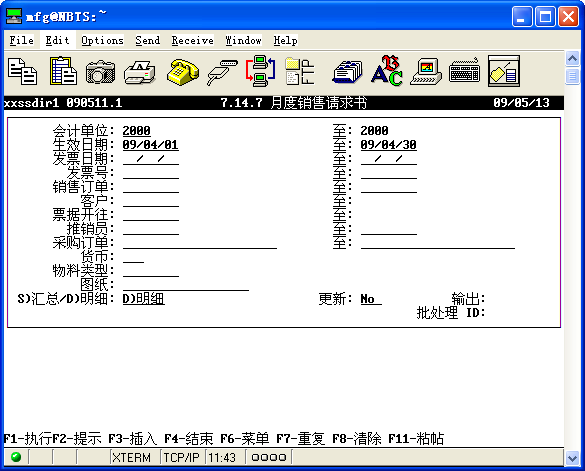 mfg@NBTS:~
File Edit Options Send Receive Window Help
xxssdir1 090511.1 7.14.7 月度销售请求书 09/05/13
会计单位: 2000 至: 2000
生效日期: 09/04/01 至: 09/04/30
发票日期: / / 至: / /
发票号: 至:
销售订单: 至:
客户: 至:
票据开往: 至:
推销员: 至:
采购订单: 至:
货币:
物料类型:
图纸:
S)汇总/D)明细: D)明细 更新: No 输出:
批处理 ID:
F1-执行F2-提示 F3-插入 F4-结束 F6-菜单 F7-重复 F8-清除 F11-粘帖
XTERM TCP/IP 11:43